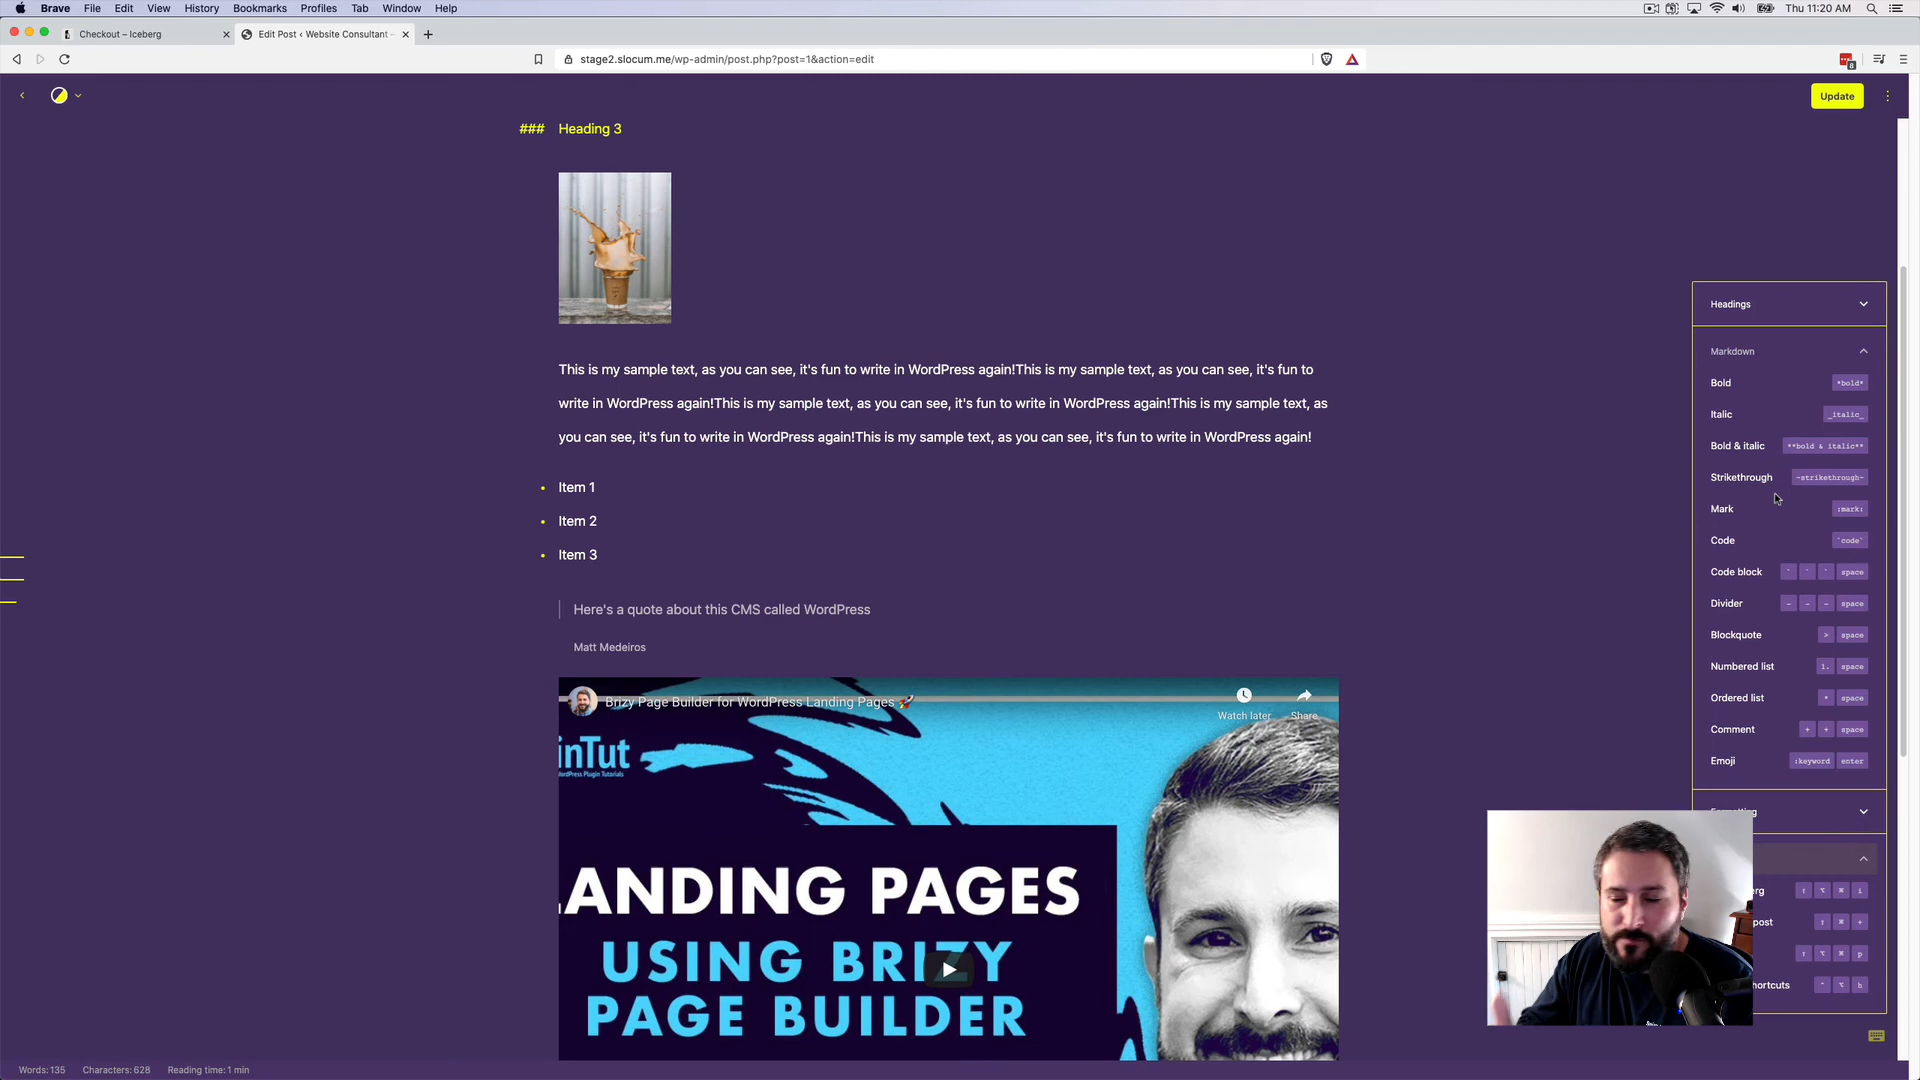 Brave File Edit View History Bookmarks Profiles Tab Window Help Thu 11:20 AM
Checkout – Iceberg Edit Post ‹ Website Consultant –
stage2.slocum.me/wp-admin/post.php?post=1&action=edit 8
Update
### Heading 3
This is my sample text, as you can see, it's fun to write in WordPress again!This is my sample text, as you can see, it's fun to
write in WordPress again!This is my sample text, as you can see, it's fun to write in WordPress again!This is my sample text, as
you can see, it's fun to write in WordPress again!This is my sample text, as you can see, it's fun to write in WordPress again!
• Item 1
• Item 2
• Item 3
Here's a quote about this CMS called WordPress
Matt Medeiros
Brizy Page Builder for WordPress Landing Pages 🚀
Watch later Share
inTut
WordPress Plugin Tutorials
LANDING PAGES
USING BRIZY
PAGE BUILDER
Headings
Markdown
Bold *bold*
Italic _italic_
Bold & italic **bold & italic**
Strikethrough ~strikethrough~
Mark :mark:
Code `code`
Code block ` ` ` space
Divider - - - space
Blockquote > space
Numbered list 1. space
Ordered list * space
Comment + + space
Emoji :keyword enter
erg ⇧ ⌥ ⌘ i
post ⇧ ⌘ +
⇧ ⌥ ⌘ p
hortcuts ⌃ ⌥ h
Words:135 Characters:628 Reading time:1 min